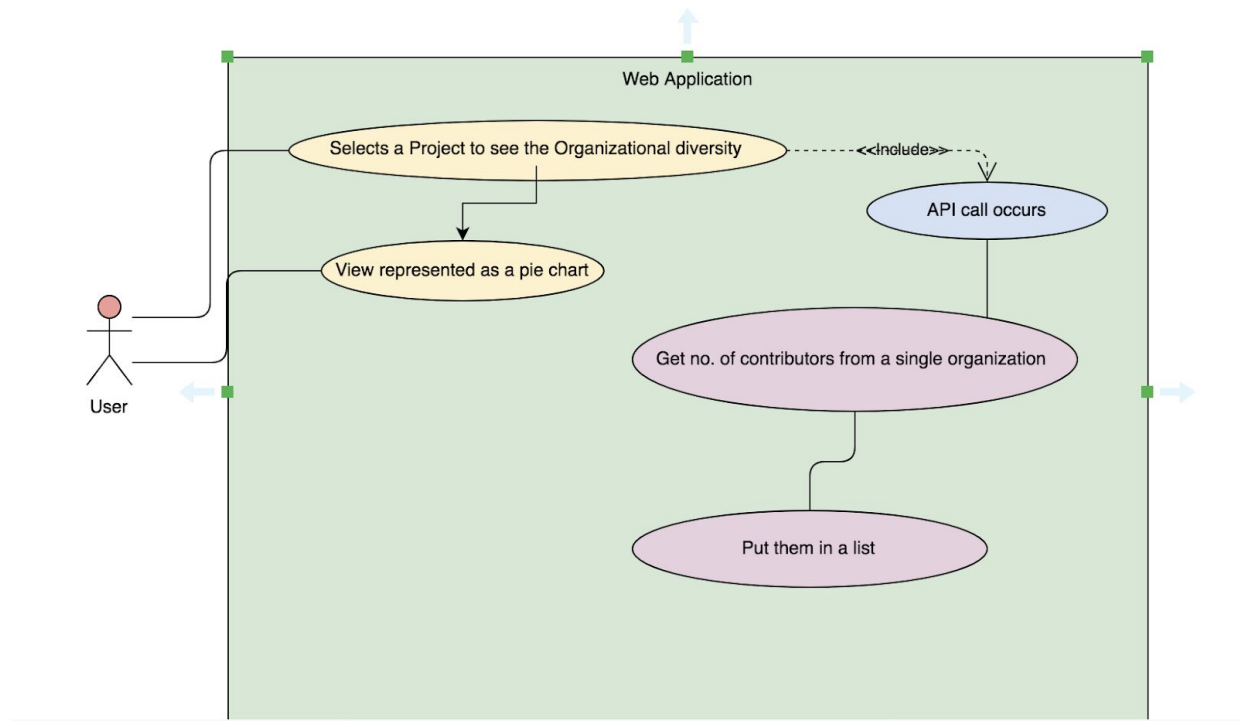 Web Application
Selects a Project to see the Organizational diversity
<<Include>>
API call occurs
View represented as a pie chart
Get no. of contributors from a single organization
User
Put them in a list